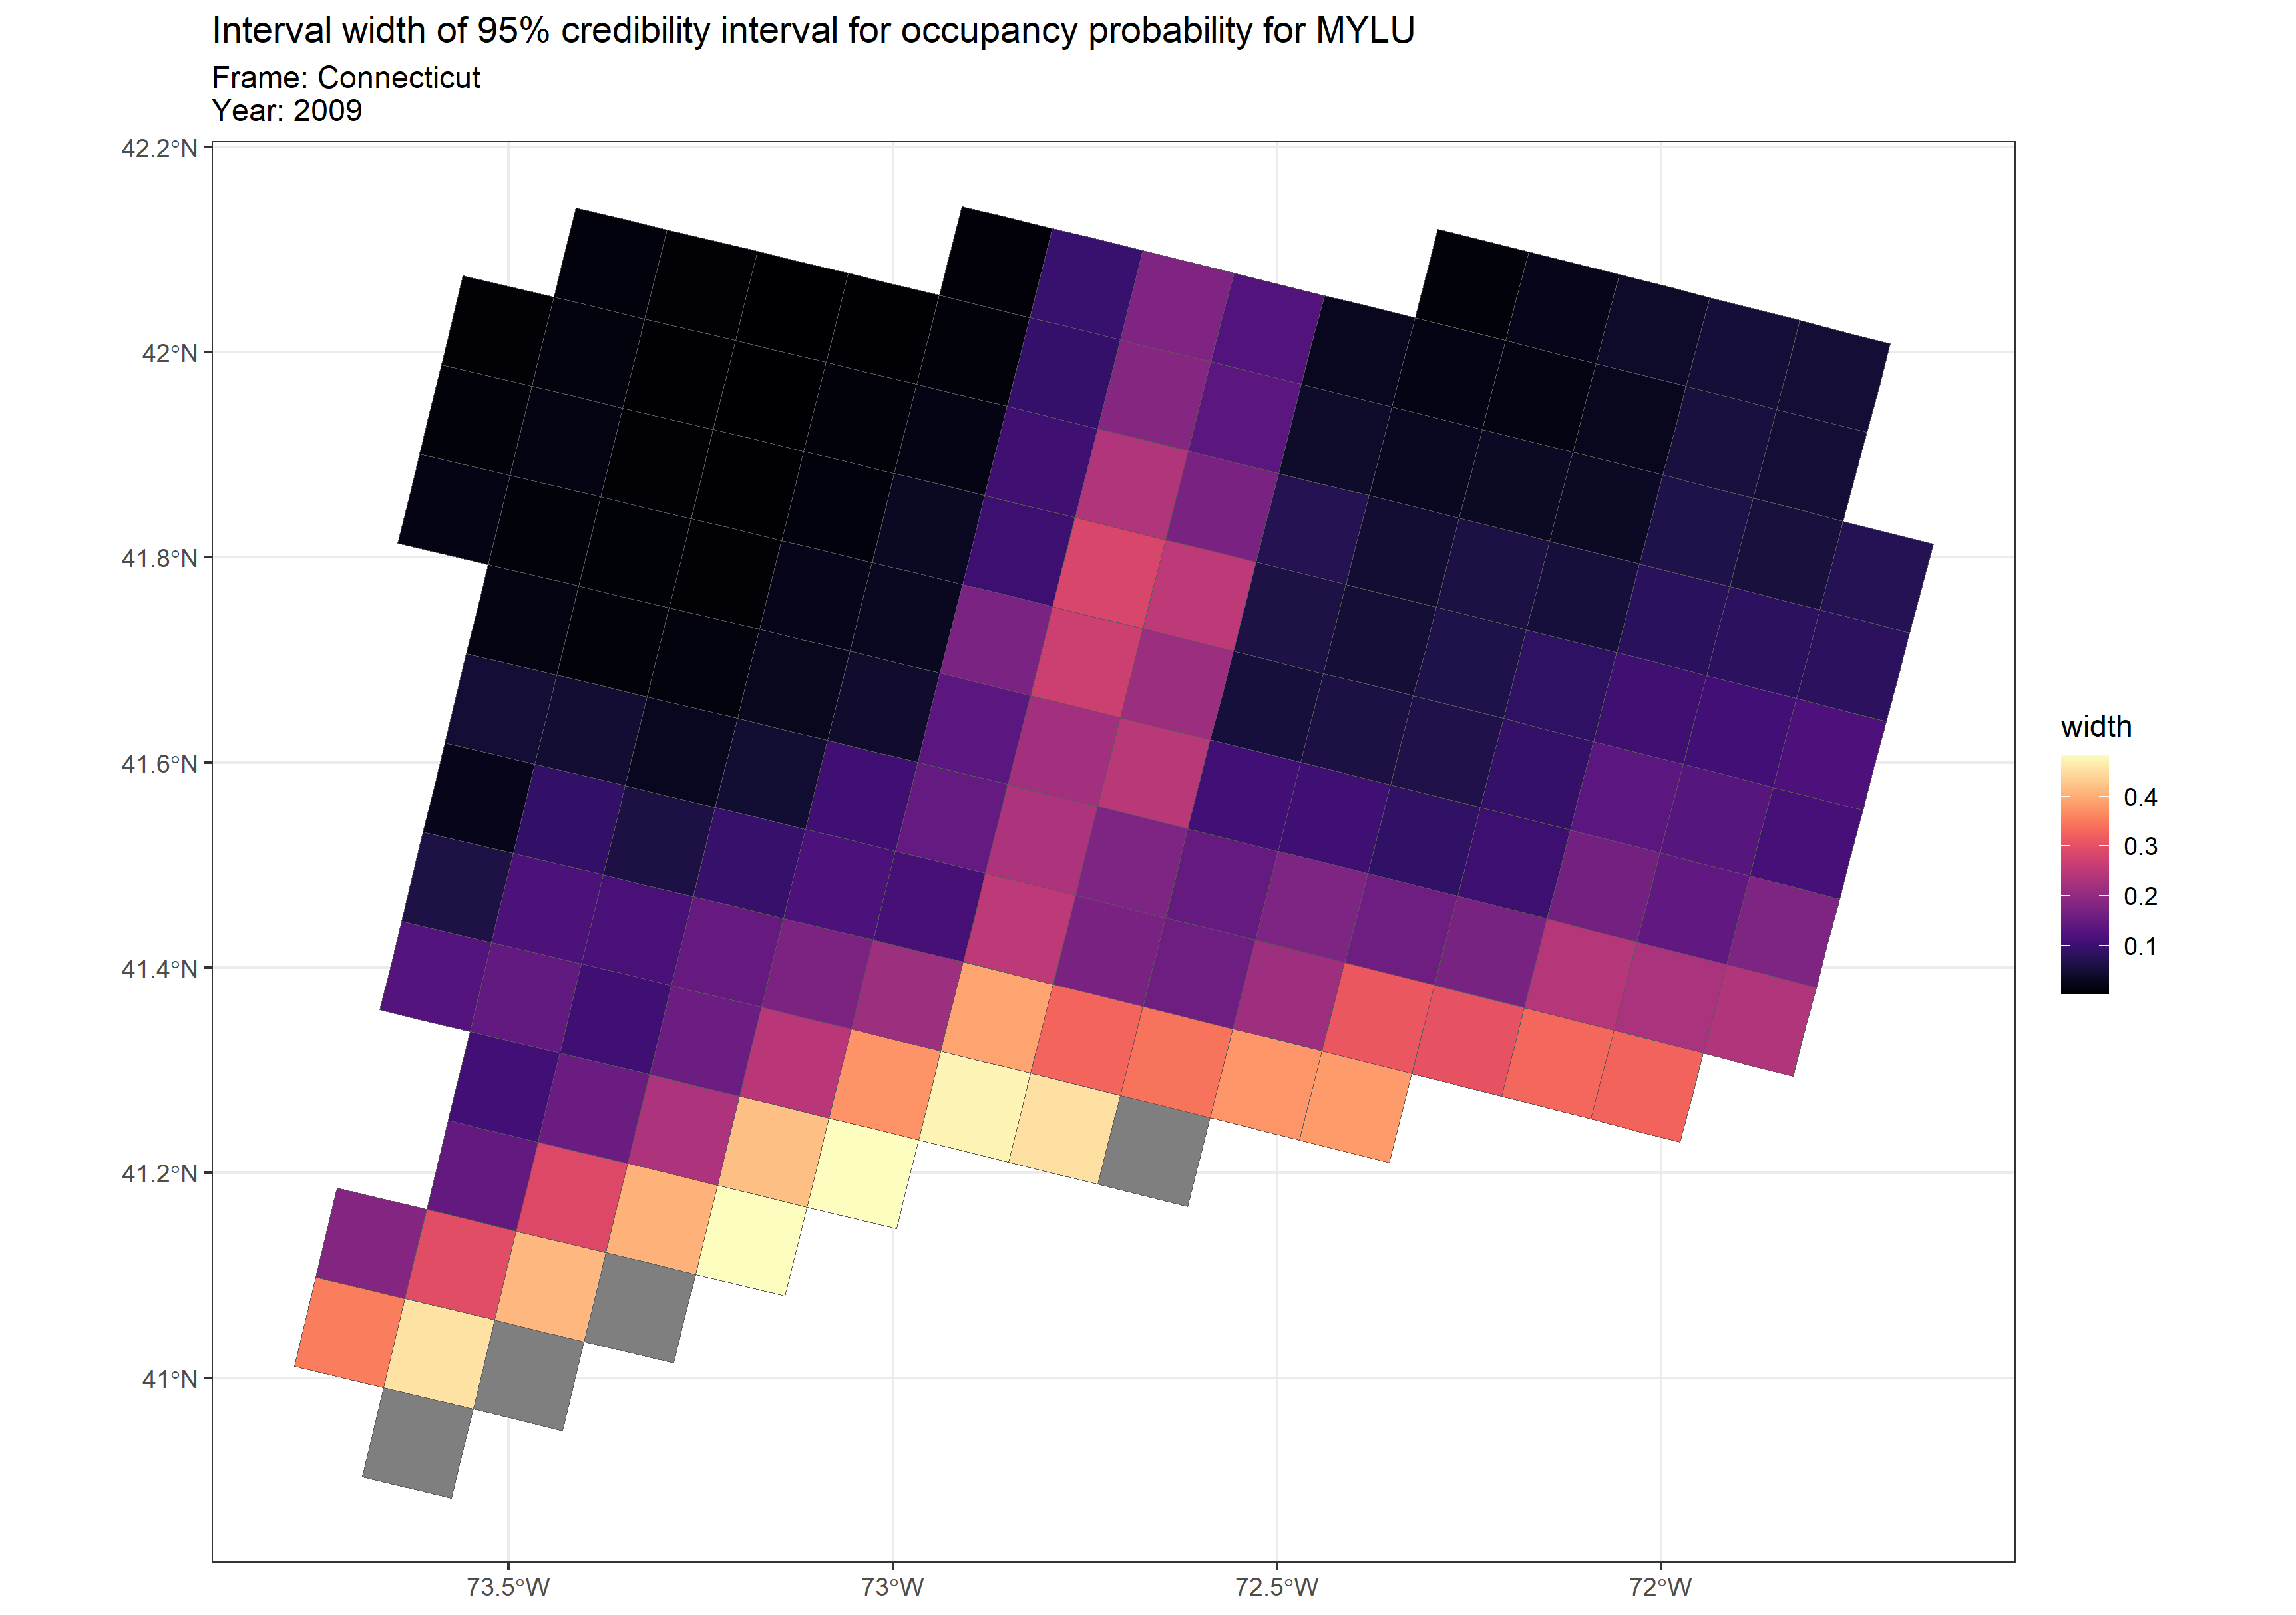 Interval width of 95% credibility interval for occupancy probability for MYLU
Frame: Connecticut
Year: 2009
42.2°N
42°N
41.8°N
41.6°N
41.4°N
41.2°N
41°N
73.5°W
73°W
72.5°W
72°W
width
0.4
0.3
0.2
0.1